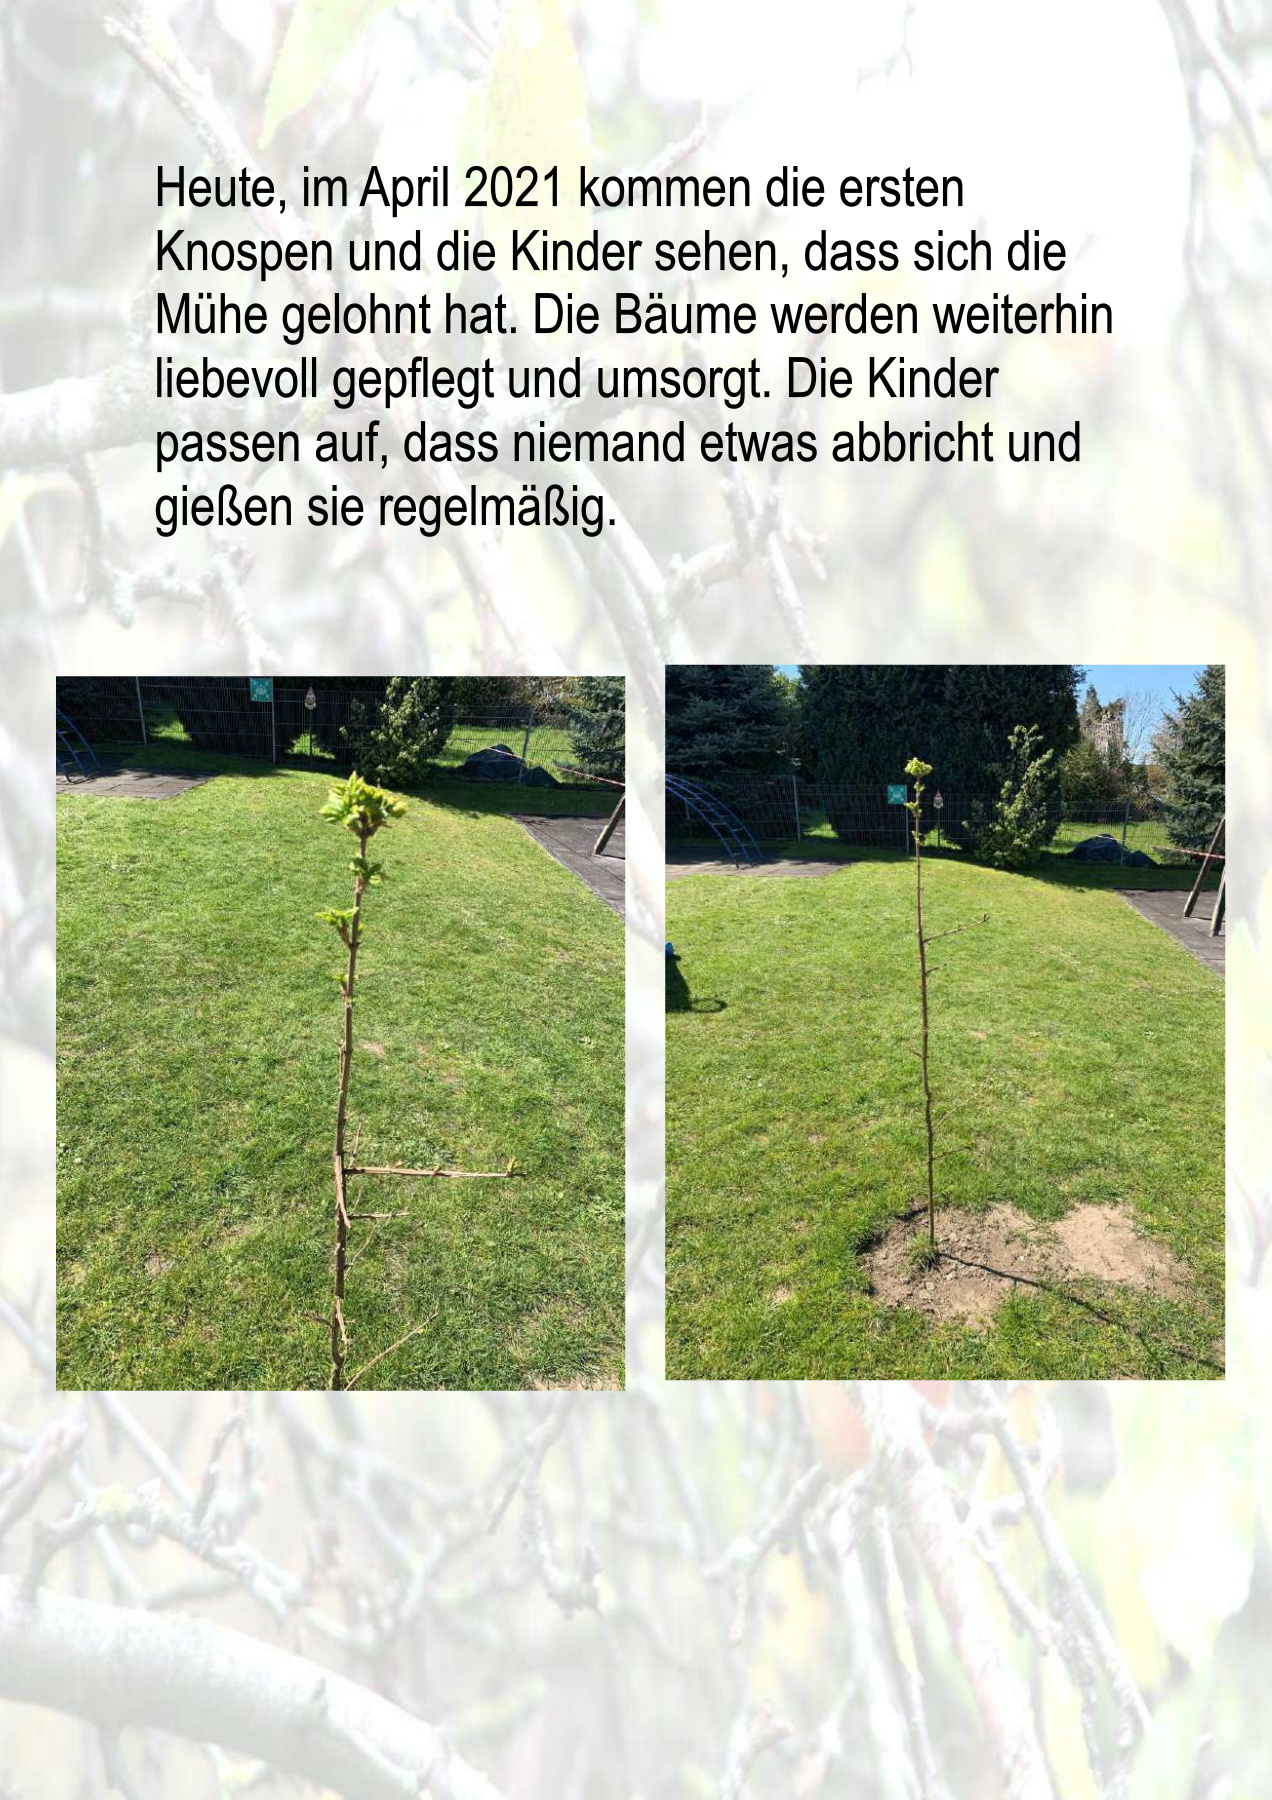 Heute, im April 2021 kommen die ersten
Knospen und die Kinder sehen, dass sich die
Mühe gelohnt hat. Die Bäume werden weiterhin
liebevoll gepflegt und umsorgt. Die Kinder
passen auf, dass niemand etwas abbricht und
gießen sie regelmäßig.